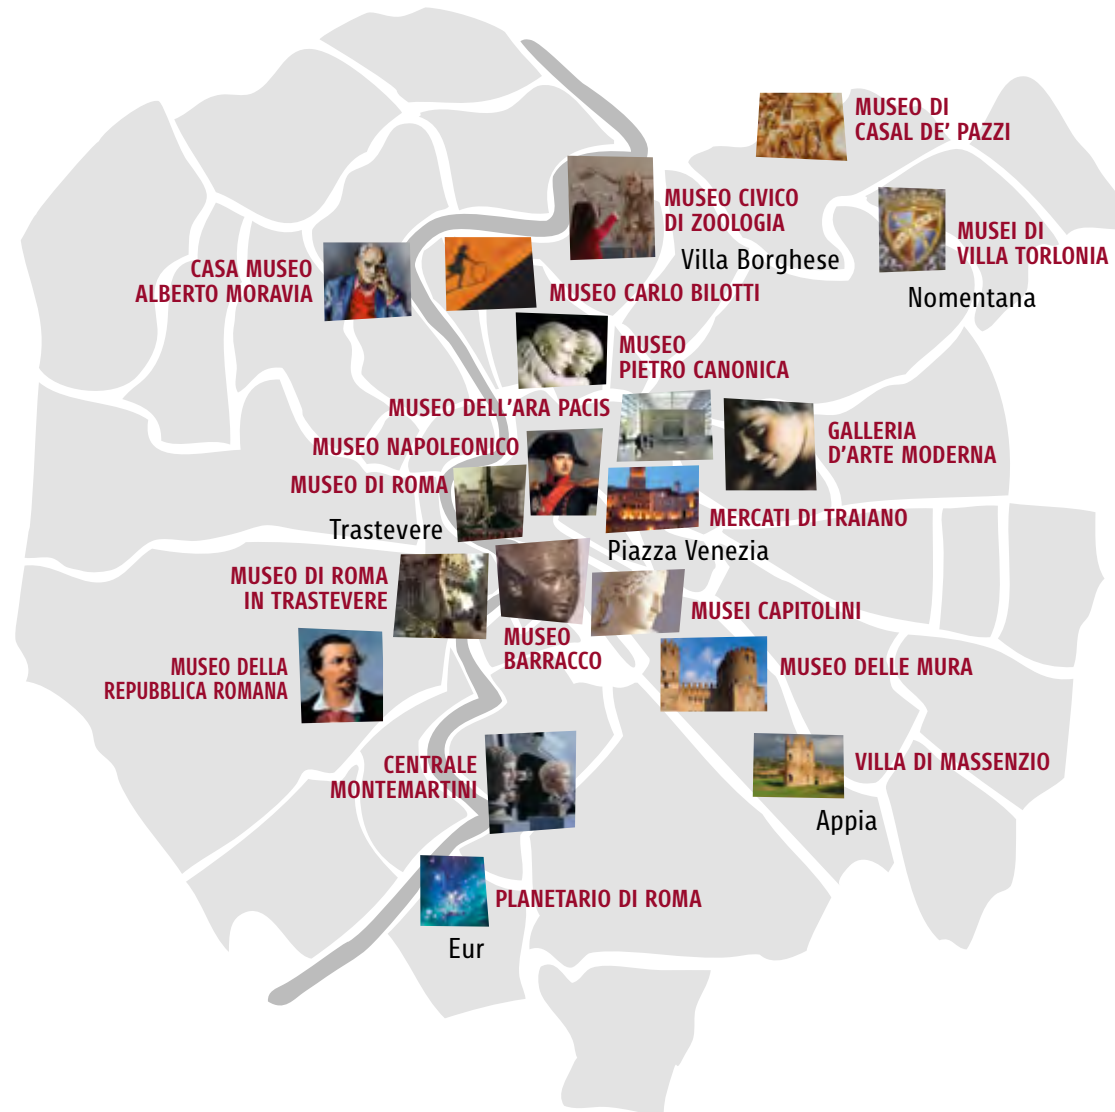 MUSEO DI
CASAL DE' PAZZI
MUSEO CIVICO
DI ZOOLOGIA
Villa Borghese
MUSEI DI
VILLA TORLONIA
Nomentana
CASA MUSEO
ALBERTO MORAVIA
MUSEO CARLO BILOTTI
MUSEO
PIETRO CANONICA
MUSEO DELL'ARA PACIS
GALLERIA
D'ARTE MODERNA
MUSEO NAPOLEONICO
MUSEO DI ROMA
MERCATI DI TRAIANO
Trastevere
Piazza Venezia
MUSEO DI ROMA
IN TRASTEVERE
MUSEI CAPITOLINI
MUSEO
BARRACCO
MUSEO DELLA
REPUBBLICA ROMANA
MUSEO DELLE MURA
CENTRALE
MONTEMARTINI
VILLA DI MASSENZIO
Appia
PLANETARIO DI ROMA
Eur